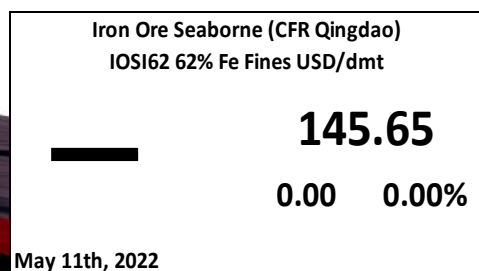 Iron Ore Seaborne (CFR Qingdao)
IOSI62 62% Fe Fines USD/dmt
145.65
0.00 0.00%
May 11th, 2022